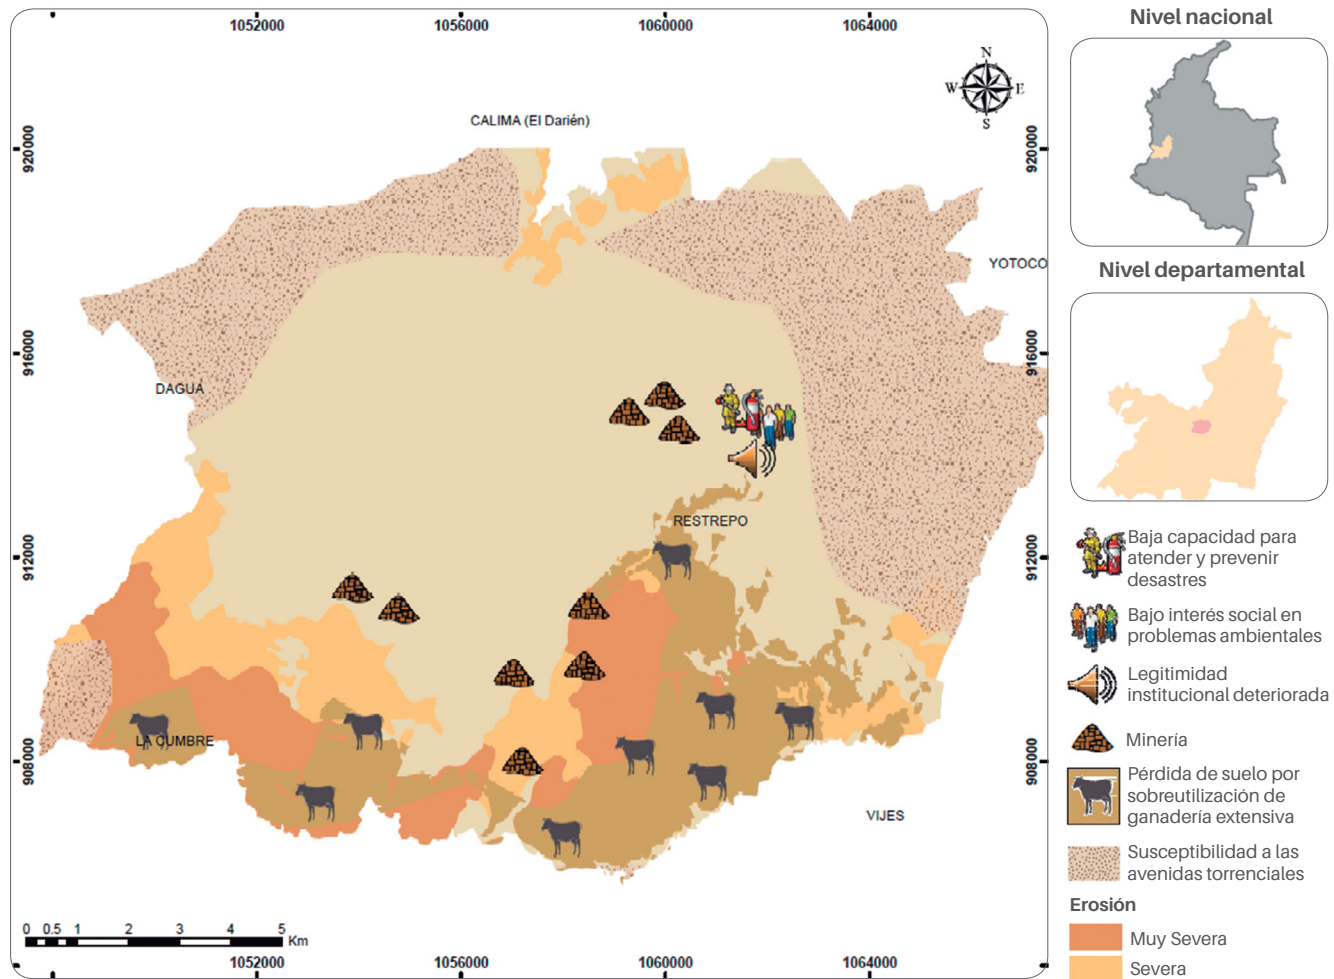 1052000
1056000
1060000
1064000
N
W
E
S
CALIMA (El Darién)
920000
920000
YOTOCO
916000
916000
DAGUA
RESTREPO
912000
912000
LA CUMBRE
908000
908000
VIJES
0 0.5 1 2 3 4 5
Km
1052000
1056000
1060000
1064000
Nivel nacional
Nivel departamental
Baja capacidad para
atender y prevenir
desastres
Bajo interés social en
problemas ambientales
Legitimidad
institucional deteriorada
Minería
Pérdida de suelo por
sobreutilización de
ganadería extensiva
Susceptibilidad a las
avenidas torrenciales
Erosión
Muy Severa
Severa